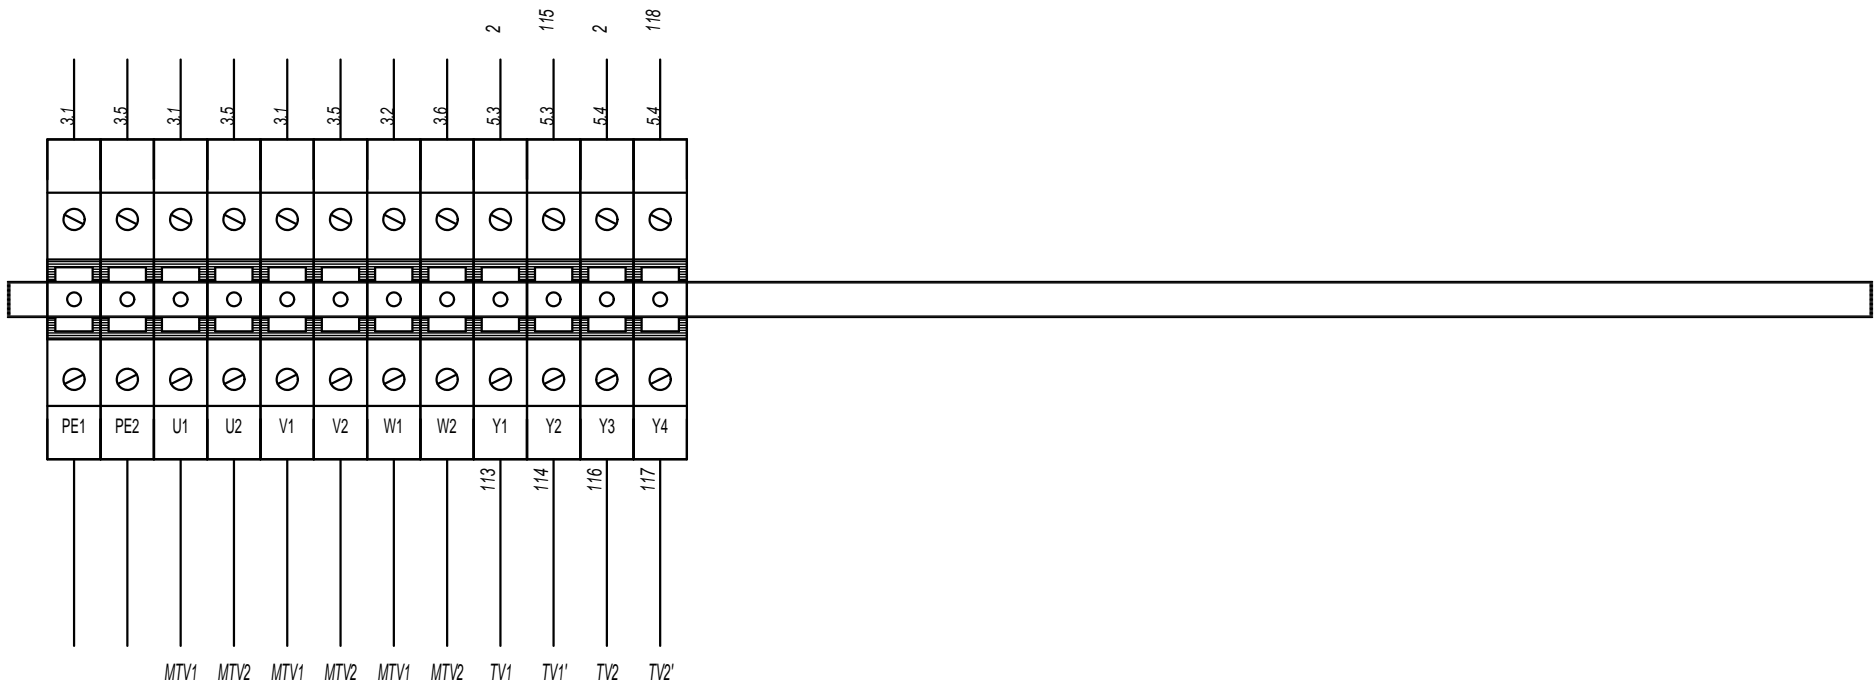 2 115 2 118
3.1 3.5 3.1 3.5 3.1 3.5 3.2 3.6 5.3 5.3 5.4 5.4
PE1 PE2 U1 U2 V1 V2 W1 W2 Y1 Y2 Y3 Y4
113 114 116 117
MTV1 MTV2 MTV1 MTV2 MTV1 MTV2 TV1 TV1' TV2 TV2'